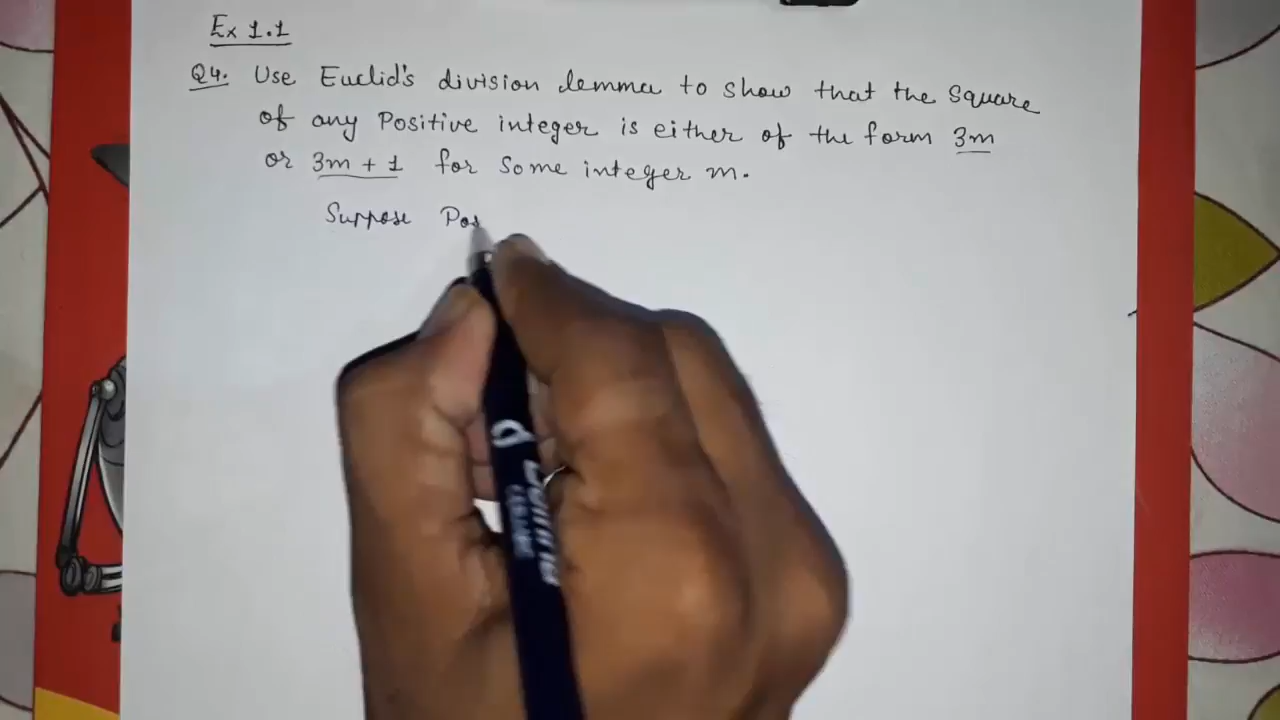 Ex 1.1
Q4. Use Euclid's division lemma to show that the square
of any Positive integer is either of the form 3m
or 3m + 1 for some integer m.
Suppose Pos